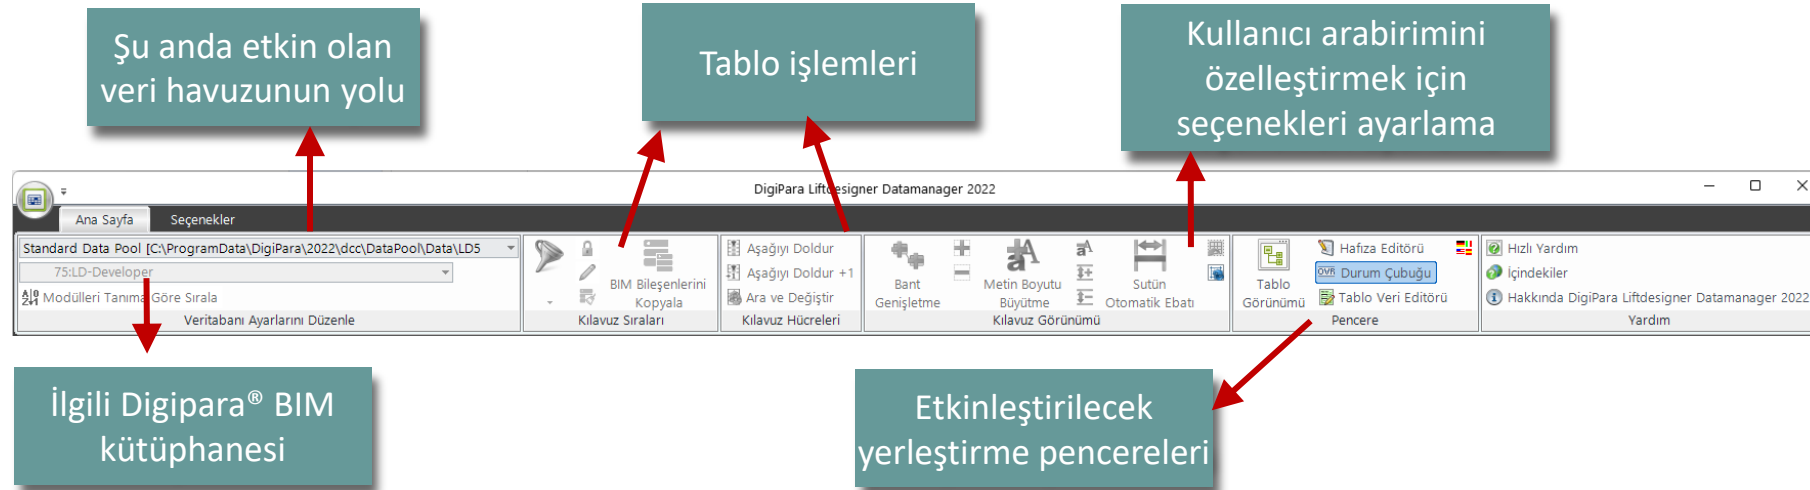 Şu anda etkin olan
veri havuzunun yolu
Tablo işlemleri
Kullanıcı arabirimini
özelleştirmek için
seçenekleri ayarlama
DigiPara Liftdesigner Datamanager 2022
Ana Sayfa
Seçenekler
Standard Data Pool [C:\ProgramData\DigiPara\2022\dcc\DataPool\Data\LD5
75:LD-Developer
Modülleri Tanıma Göre Sırala
Veritabanı Ayarlarını Düzenle
BIM Bileşenlerini
Kopyala
Kılavuz Sıraları
Aşağıyı Doldur
Aşağıyı Doldur +1
Ara ve Değiştir
Kılavuz Hücreleri
Bant
Genişletme
Metin Boyutu
Büyütme
Sütun
Otomatik Ebatı
Kılavuz Görünümü
Tablo
Görünümü
Hafıza Editörü
OVR Durum Çubuğu
Tablo Veri Editörü
Pencere
Hızlı Yardım
İçindekiler
Hakkında DigiPara Liftdesigner Datamanager 2022
Yardım
İlgili Digipara® BIM
kütüphanesi
Etkinleştirilecek
yerleştirme pencereleri